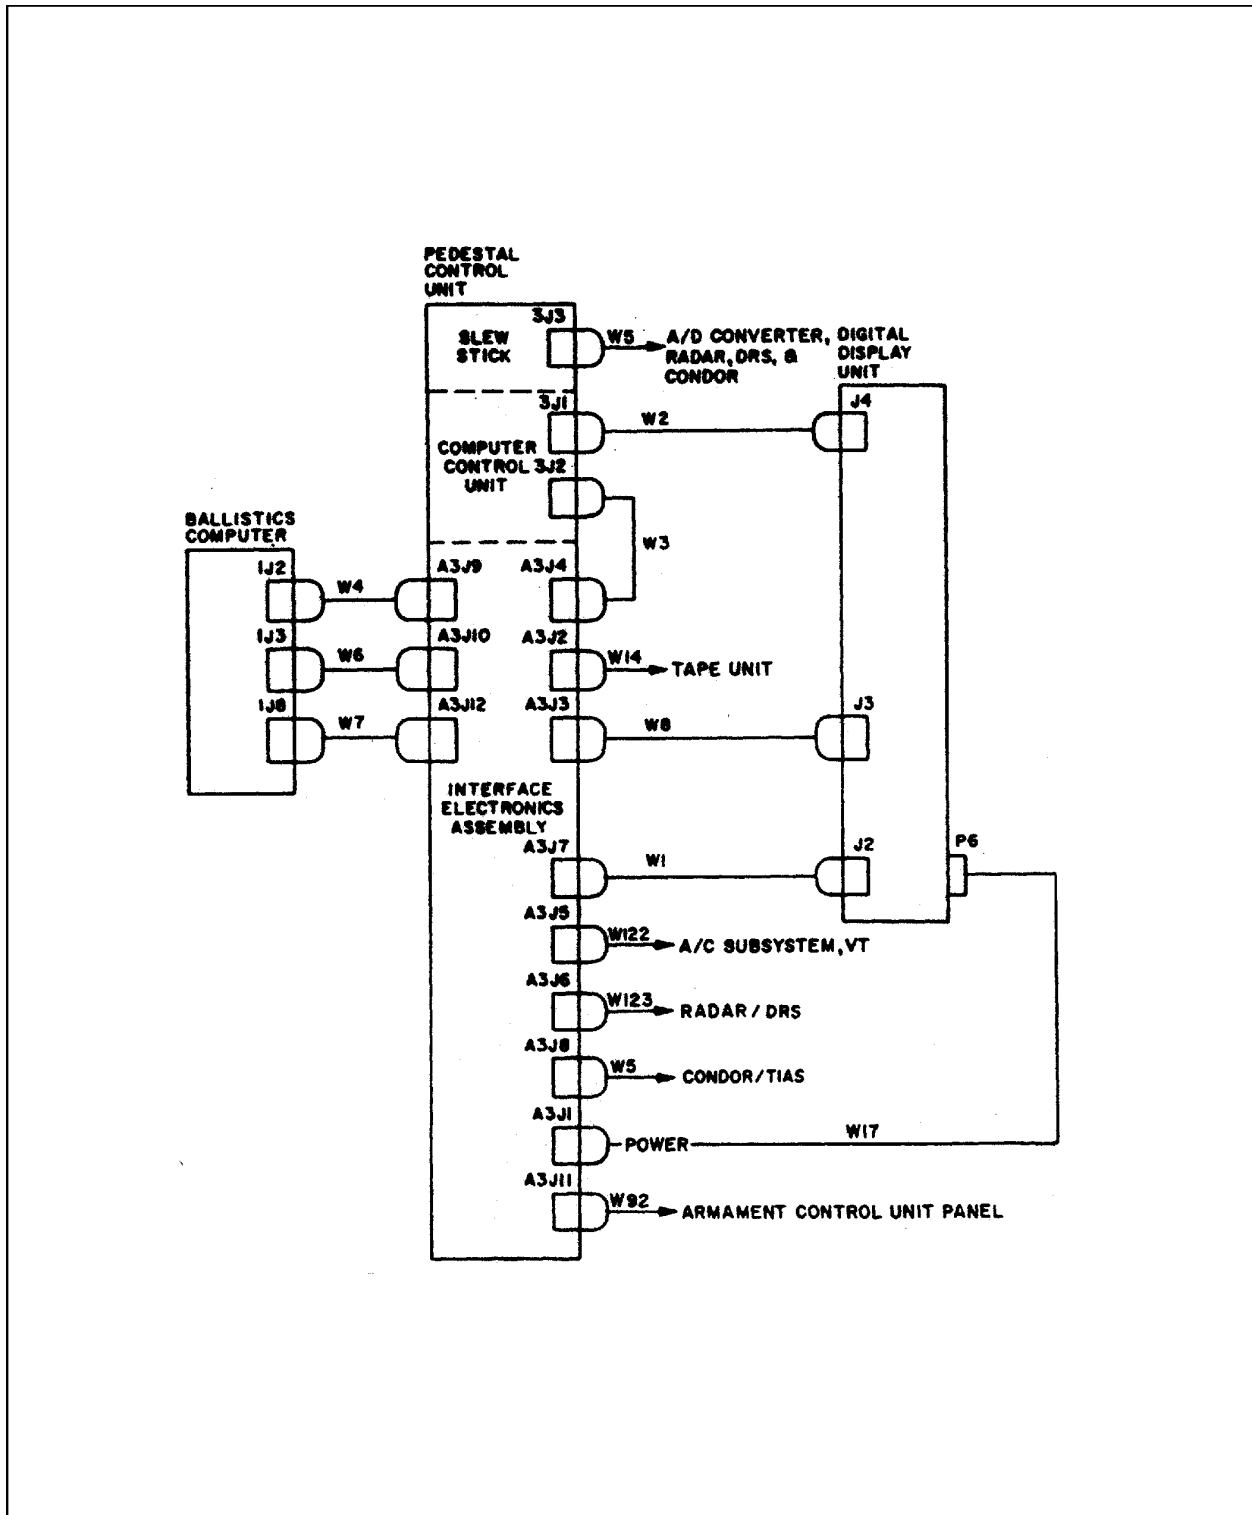 PEDESTAL
CONTROL
UNIT
3J3
SLEW
STICK
W5
A/D CONVERTER,
RADAR, DRS, &
CONDOR
DIGITAL
DISPLAY
UNIT
3J1
W2
J4
COMPUTER
CONTROL 3J2
UNIT
W3
BALLISTICS
COMPUTER
1J2
W4
A3J9
A3J4
1J3
W6
A3J10
A3J2
W14
TAPE UNIT
1J8
W7
A3J12
A3J3
W8
J3
INTERFACE
ELECTRONICS
ASSEMBLY
A3J7
W1
J2
P6
A3J5
W122
A/C SUBSYSTEM, VT
A3J6
W123
RADAR/DRS
A3J8
W5
CONDOR/TIAS
A3J1
POWER
W17
A3J11
W92
ARMAMENT CONTROL UNIT PANEL